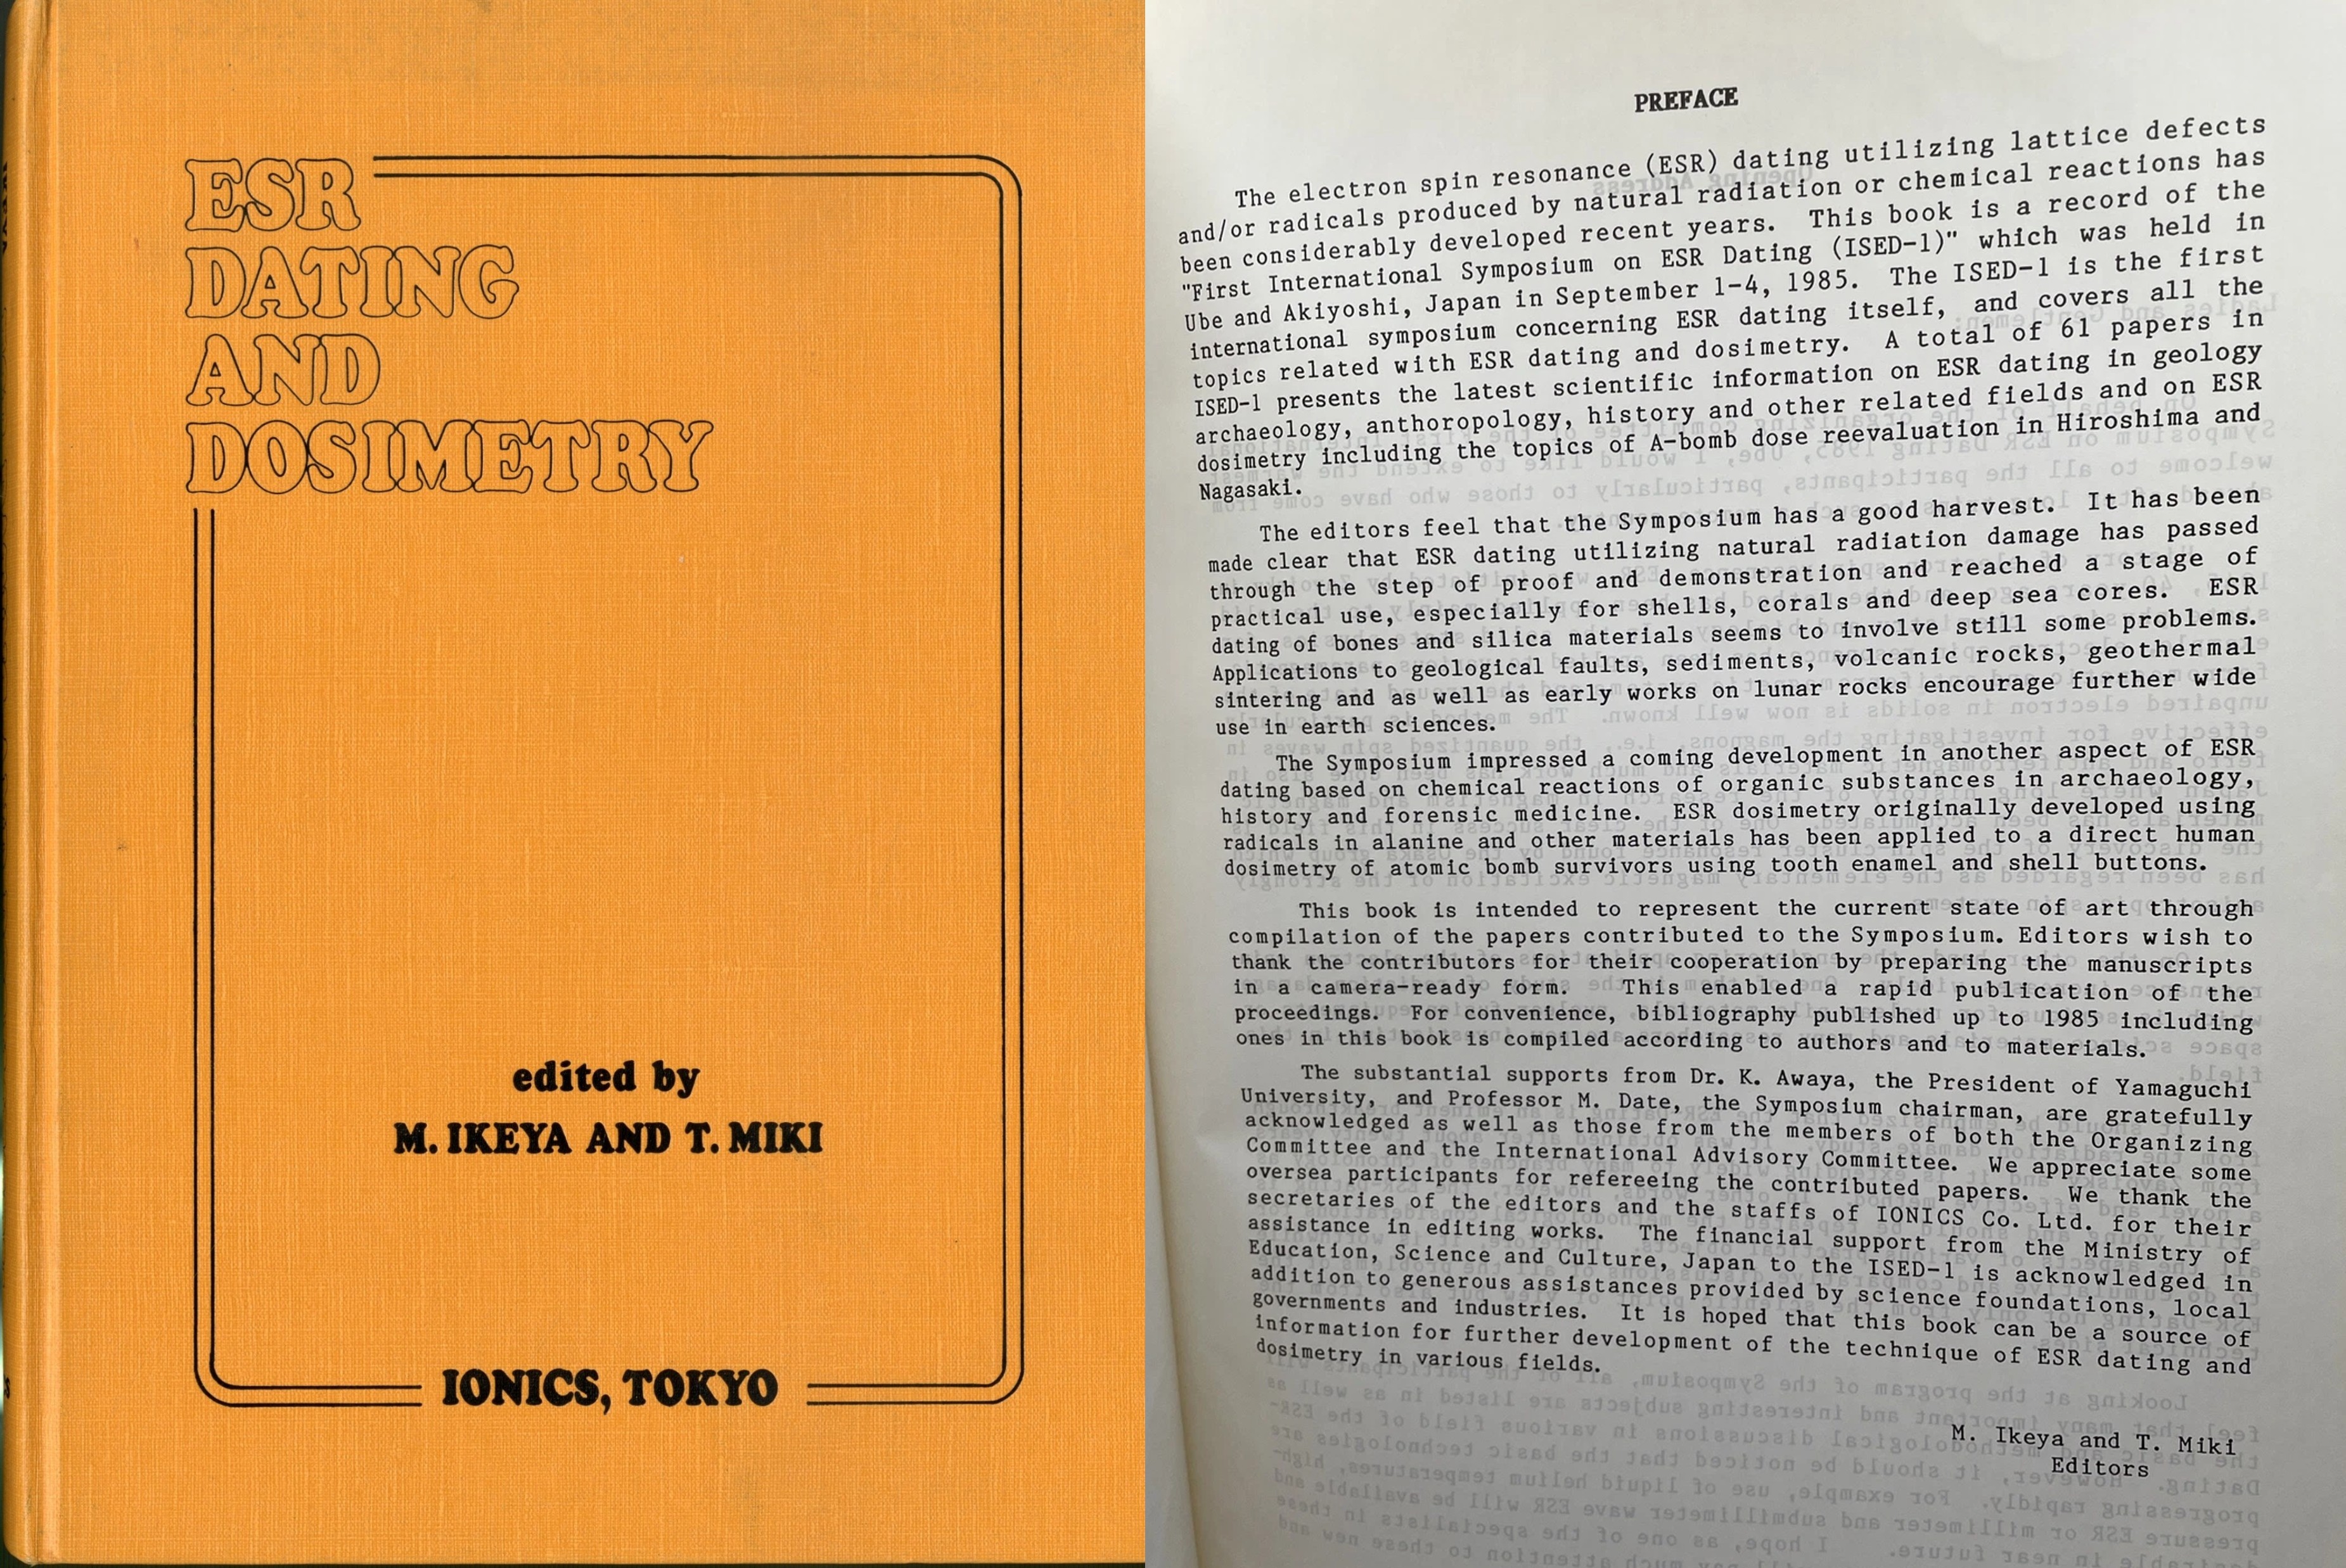 ESR
DATING
AND
DOSIMETRY
edited by
M. IKEYA AND T. MIKI
IONICS, TOKYO
PREFACE
The electron spin resonance (ESR) dating utilizing lattice defects
and/or radicals produced by natural radiation or chemical reactions has
been considerably developed recent years. This book is a record of the
"First International Symposium on ESR Dating (ISED-1)" which was held in
Ube and Akiyoshi, Japan in September 1-4, 1985. The ISED-1 is the first
international symposium concerning ESR dating itself, and covers all the
topics related with ESR dating and dosimetry. A total of 61 papers in
ISED-1 presents the latest scientific information on ESR dating in geology
archaeology, anthoropology, history and other related fields and on ESR
dosimetry including the topics of A-bomb dose reevaluation in Hiroshima and
Nagasaki.
The editors feel that the Symposium has a good harvest. It has been
made clear that ESR dating utilizing natural radiation damage has passed
through the step of proof and demonstration and reached a stage of
practical use, especially for shells, corals and deep sea cores. ESR
dating of bones and silica materials seems to involve still some problems.
Applications to geological faults, sediments, volcanic rocks, geothermal
sintering and as well as early works on lunar rocks encourage further wide
use in earth sciences.
The Symposium impressed a coming development in another aspect of ESR
dating based on chemical reactions of organic substances in archaeology,
history and forensic medicine. ESR dosimetry originally developed using
radicals in alanine and other materials has been applied to a direct human
dosimetry of atomic bomb survivors using tooth enamel and shell buttons.
This book is intended to represent the current state of art through
compilation of the papers contributed to the Symposium. Editors wish to
thank the contributors for their cooperation by preparing the manuscripts
in a camera-ready form. This enabled a rapid publication of the
proceedings. For convenience, bibliography published up to 1985 including
ones in this book is compiled according to authors and to materials.
The substantial supports from Dr. K. Awaya, the President of Yamaguchi
University, and Professor M. Date, the Symposium chairman, are gratefully
acknowledged as well as those from the members of both the Organizing
Committee and the International Advisory Committee. We appreciate some
oversea participants for refereeing the contributed papers. We thank the
secretaries of the editors and the staffs of IONICS Co. Ltd. for their
assistance in editing works. The financial support from the Ministry of
Education, Science and Culture, Japan to the ISED-1 is acknowledged in
addition to generous assistances provided by science foundations, local
governments and industries. It is hoped that this book can be a source of
information for further development of the technique of ESR dating and
dosimetry in various fields.
M. Ikeya and T. Miki
Editors